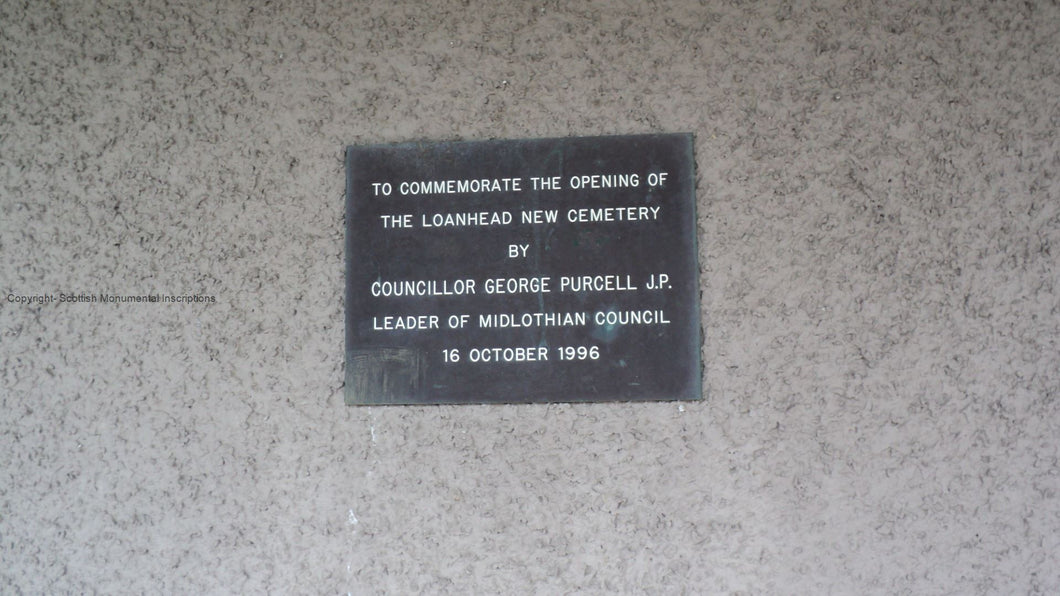 TO COMMEMORATE THE OPENING OF
THE LOANHEAD NEW CEMETERY
BY
COUNCILLOR GEORGE PURCELL J.P.
LEADER OF MIDLOTHIAN COUNCIL
16 OCTOBER 1996
Copyright- Scottish Monumental Inscriptions